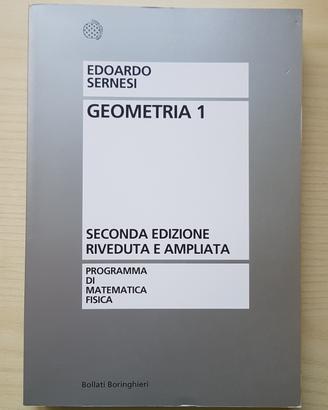 EDOARDO
SERNESI
GEOMETRIA 1
SECONDA EDIZIONE
RIVEDUTA E AMPLIATA
PROGRAMMA
DI
MATEMATICA
FISICA
Bollati Boringhieri